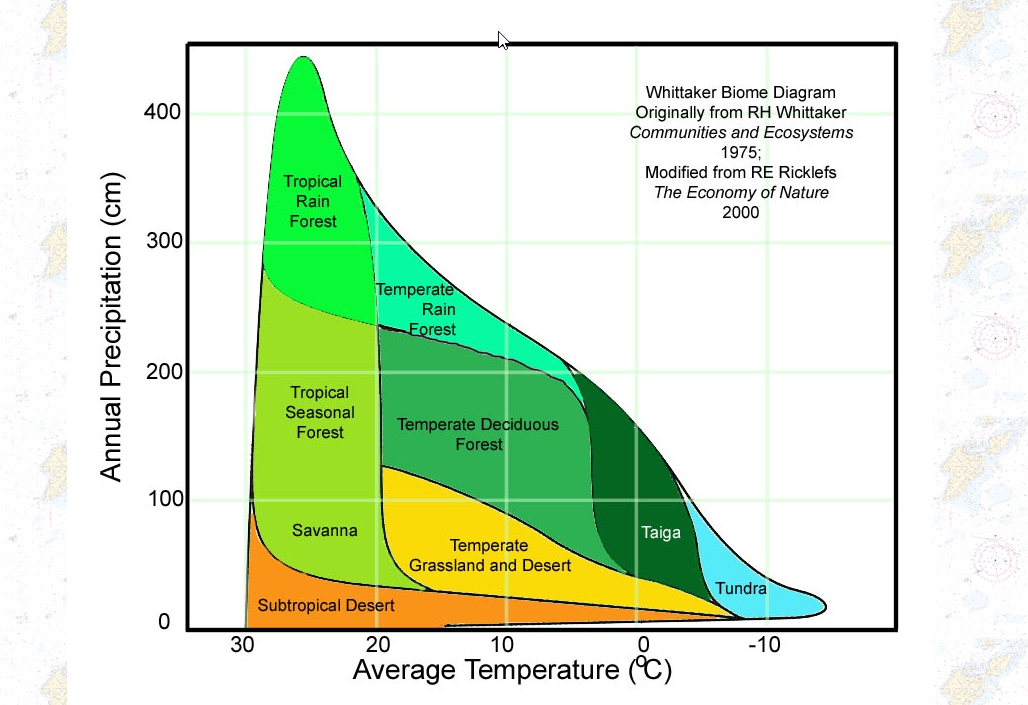 Whittaker Biome Diagram
Originally from RH Whittaker
Communities and Ecosystems
1975;
Modified from RE Ricklefs
The Economy of Nature
2000
Annual Precipitation (cm)
400
300
200
100
0
Tropical
Rain
Forest
Temperate
Rain
Forest
Tropical
Seasonal
Forest
Temperate Deciduous
Forest
Savanna
Temperate
Grassland and Desert
Taiga
Tundra
Subtropical Desert
30
20
10
0
-10
Average Temperature (ºC)